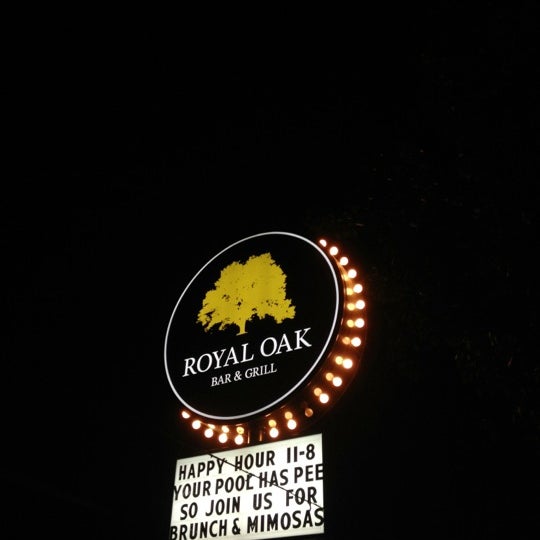 ROYAL OAK
BAR & GRILL
HAPPY HOUR 11-8
YOUR POOL HAS PEE
SO JOIN US FOR
BRUNCH & MIMOSAS